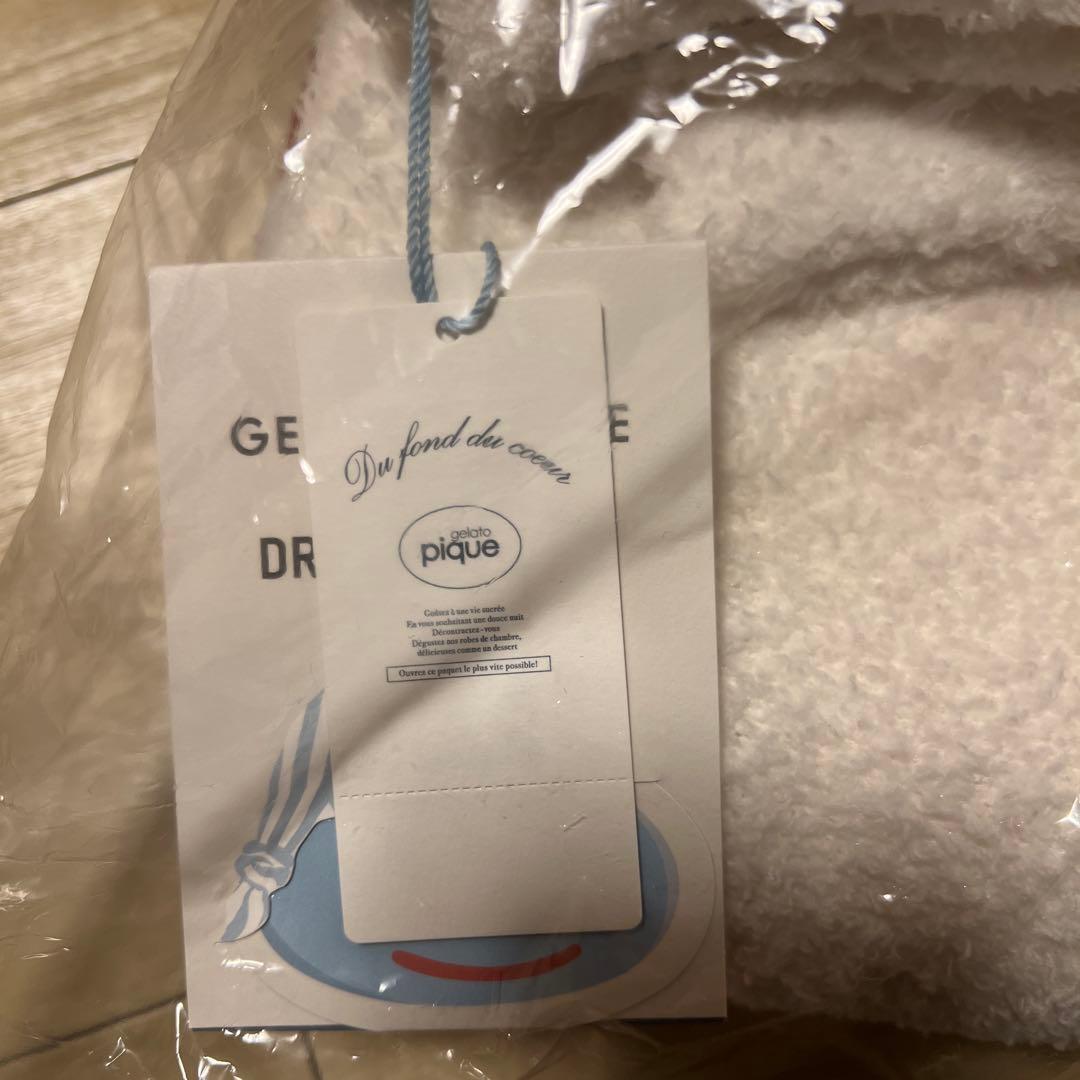 GE
E
DR
Du fond du coeur
gelato
pique
Goûtez à une vie sucrée
En vous souhaitant une douce nuit
Décontractez-vous
Dégustez nos robes de chambre,
délicieuses comme un dessert
Ouvrez ce paquet le plus vite possible!